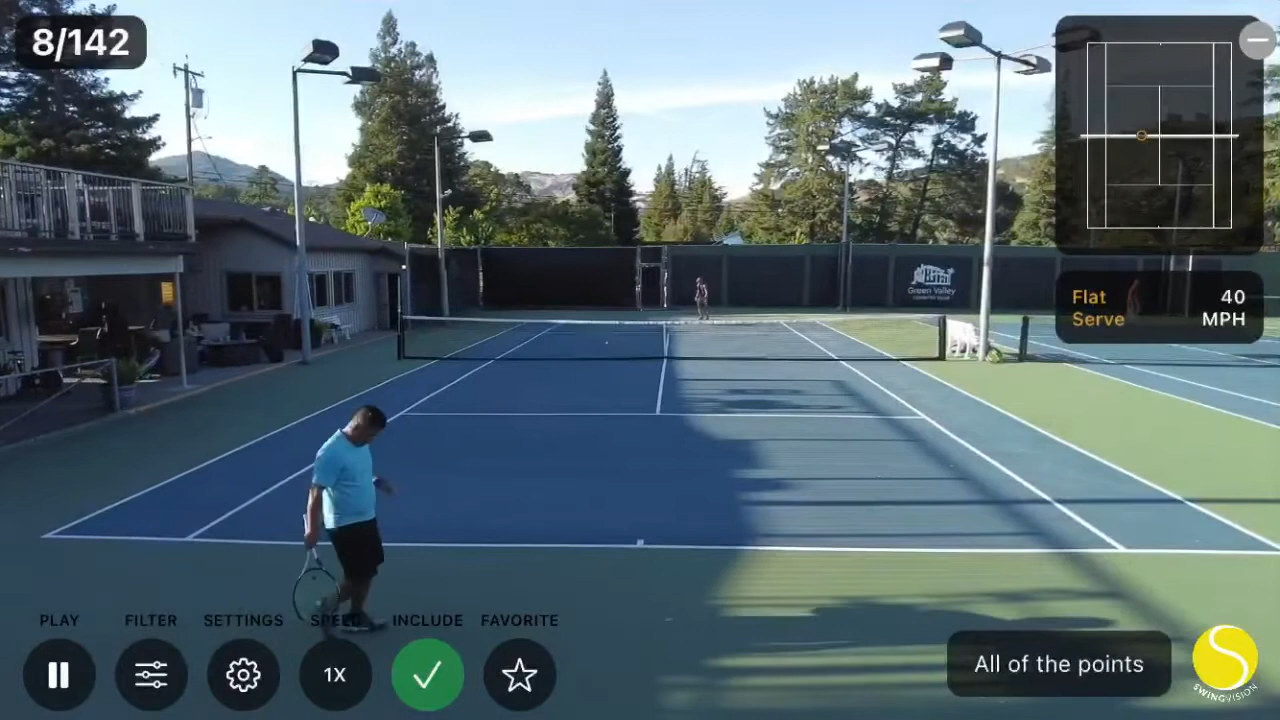 8/142
Flat 40
Serve MPH
Green Valley
PLAY FILTER SETTINGS SPEED INCLUDE FAVORITE
1X
All of the points
SWINGVISION